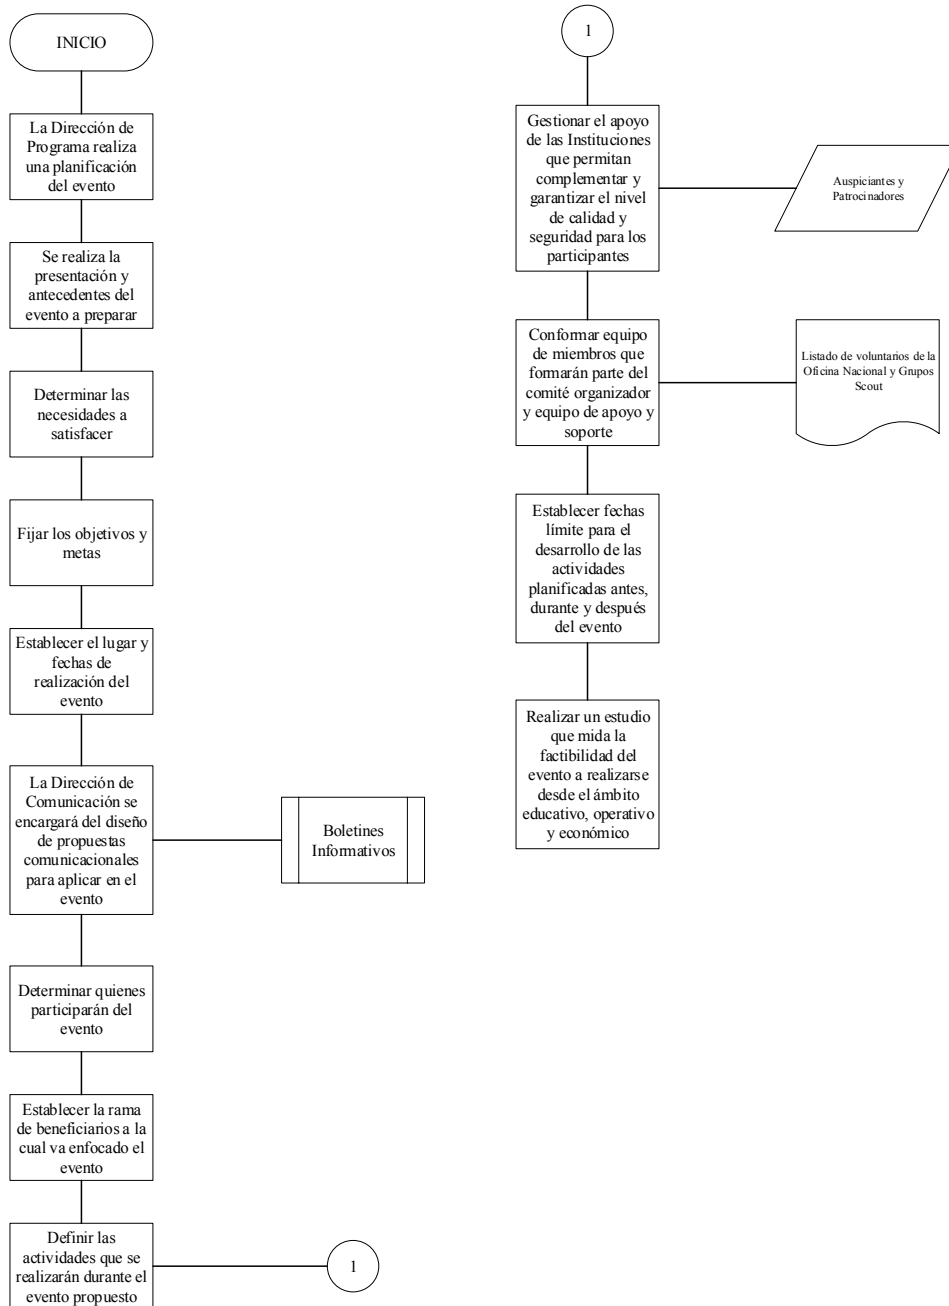 INICIO
La Dirección de
Programa realiza
una planificación
del evento
Se realiza la
presentación y
antecedentes del
evento a preparar
Determinar las
necesidades a
satisfacer
Fijar los objetivos y
metas
Establecer el lugar y
fechas de
realización del
evento
La Dirección de
Comunicación se
encargará del diseño
de propuestas
comunicacionales
para aplicar en el
evento
Boletines
Informativos
Determinar quienes
participarán del
evento
Establecer la rama
de beneficiarios a la
cual va enfocado el
evento
Definir las
actividades que se
realizarán durante el
evento propuesto
1
1
Gestionar el apoyo
de las Instituciones
que permitan
complementar y
garantizar el nivel
de calidad y
seguridad para los
participantes
Auspiciantes y
Patrocinadores
Conformar equipo
de miembros que
formarán parte del
comité organizador
y equipo de apoyo y
soporte
Listado de voluntarios de la
Oficina Nacional y Grupos
Scout
Establecer fechas
límite para el
desarrollo de las
actividades
planificadas antes,
durante y después
del evento
Realizar un estudio
que mida la
factibilidad del
evento a realizarse
desde el ámbito
educativo, operativo
y económico